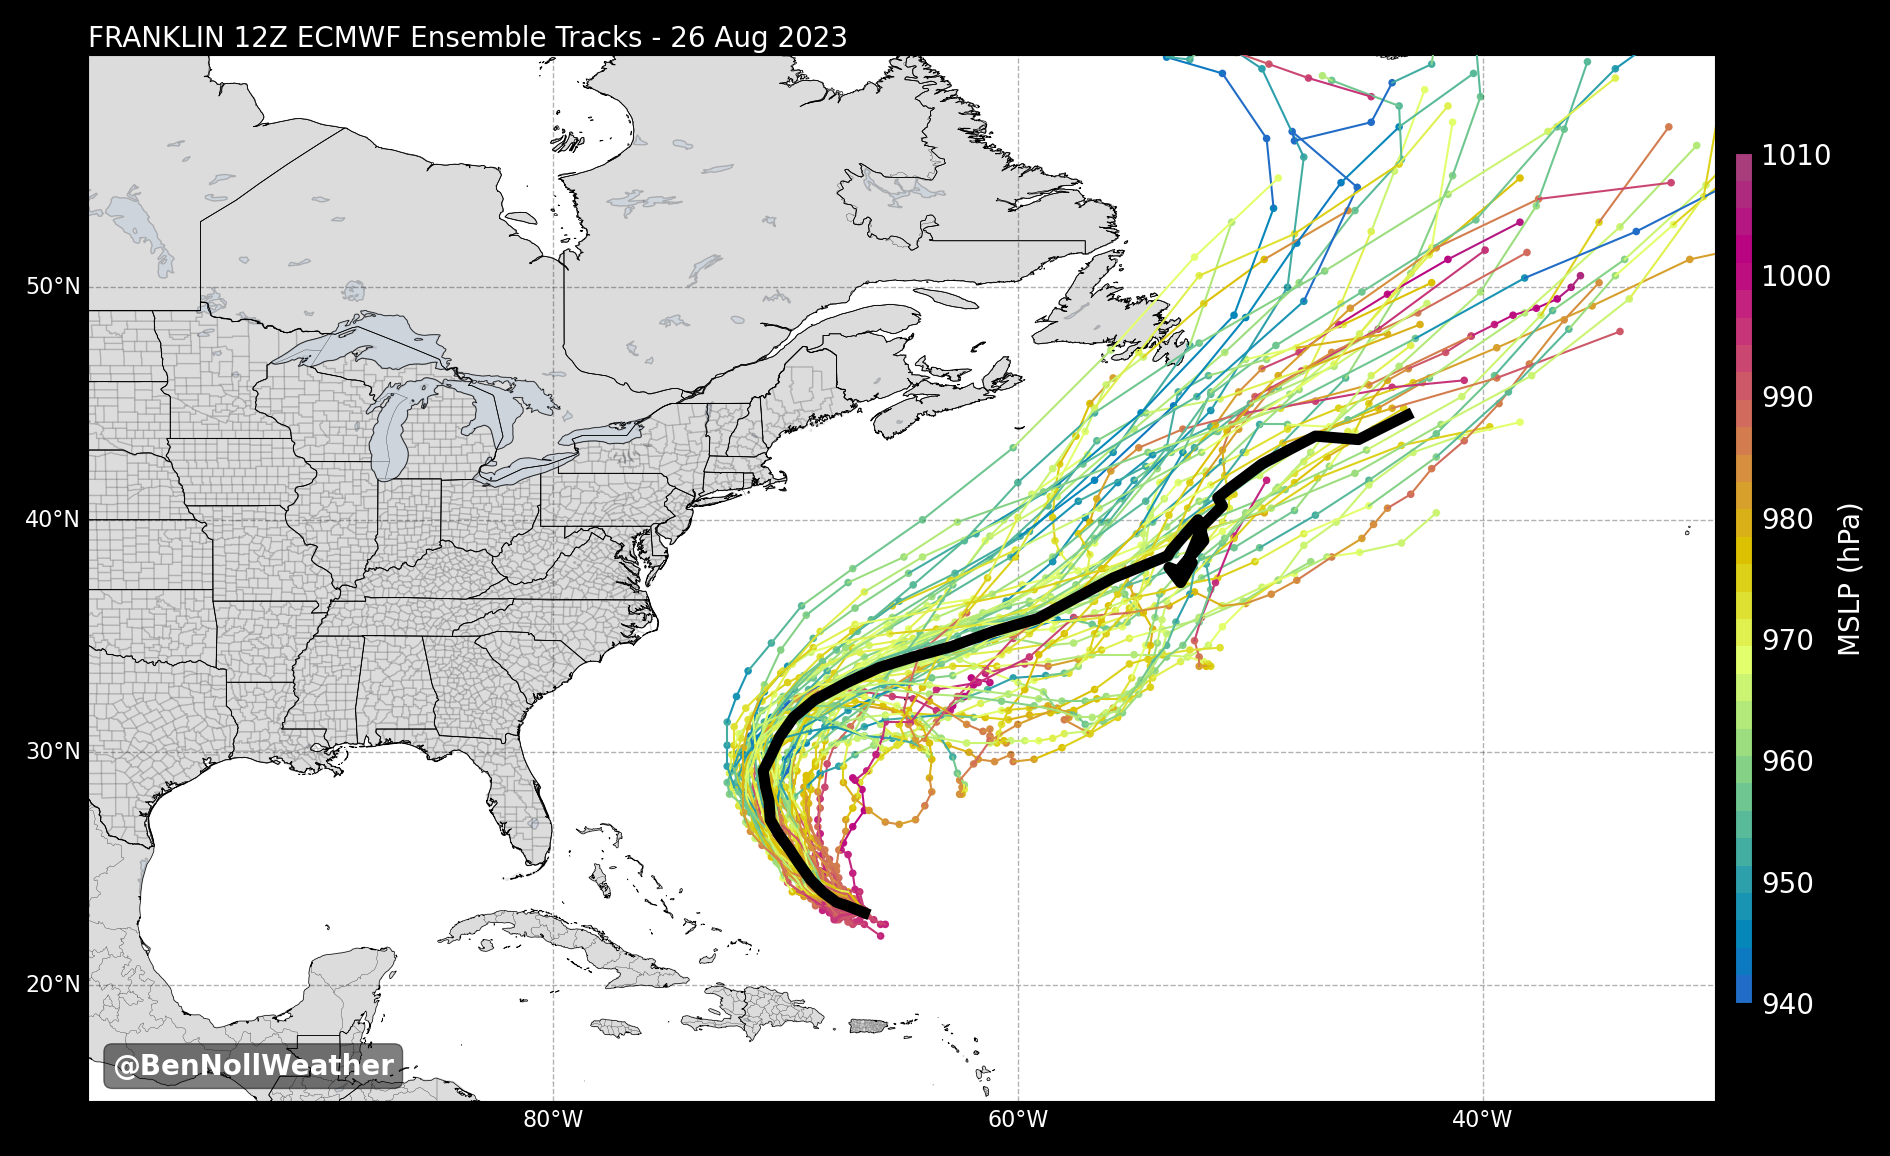 FRANKLIN 12Z ECMWF Ensemble Tracks - 26 Aug 2023
50°N
40°N
30°N
20°N
80°W
60°W
40°W
1010
1000
990
980
970
960
950
940
MSLP (hPa)
@BenNollWeather